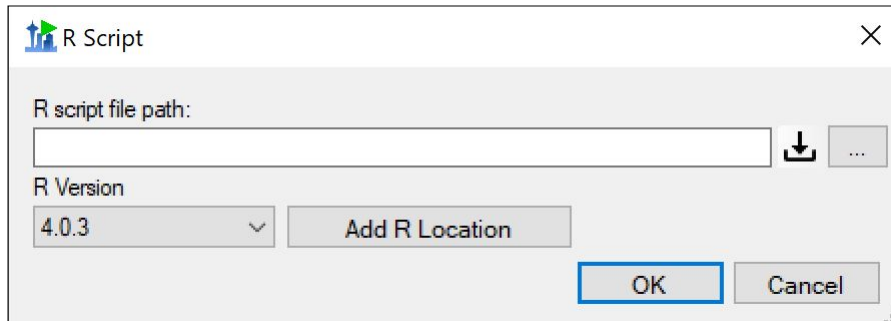 R Script
R script file path:
...
R Version
4.0.3
Add R Location
OK
Cancel